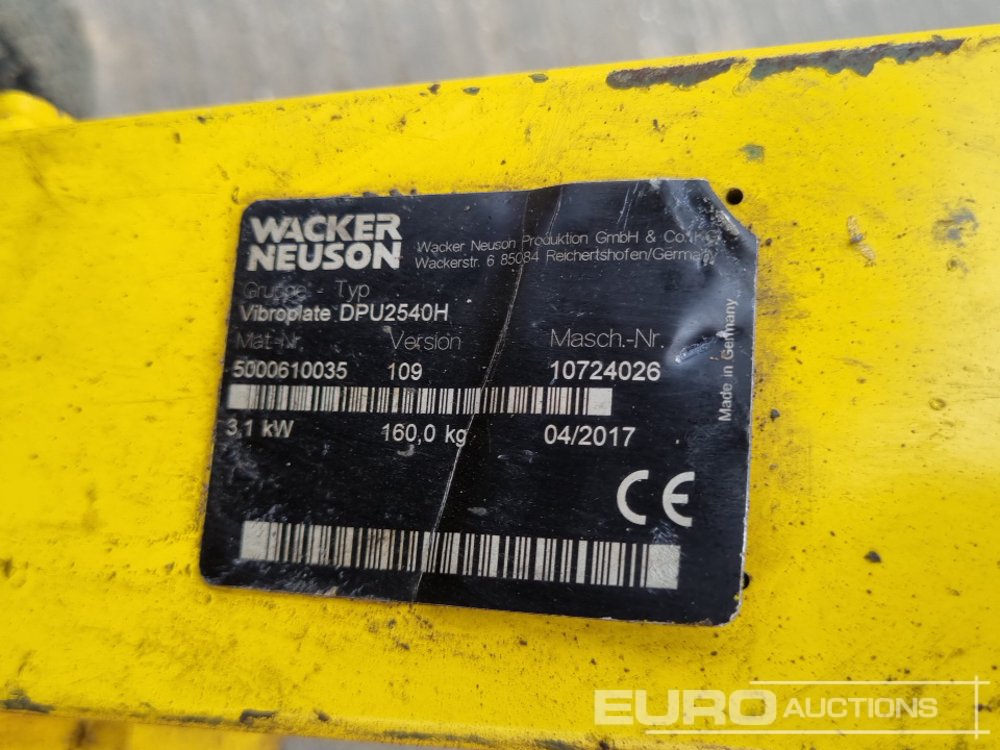 WACKER
NEUSON
Wacker Neuson Produktion GmbH & Co. KG
Wackerstr. 6 85084 Reichertshofen/Germany
Gruppe - Typ
Vibroplate DPU2540H
Mat.-Nr. Version Masch.-Nr.
5000610035 109 10724026
3,1 kW 160,0 kg 04/2017
Made in Germany
CE
EURO AUCTIONS